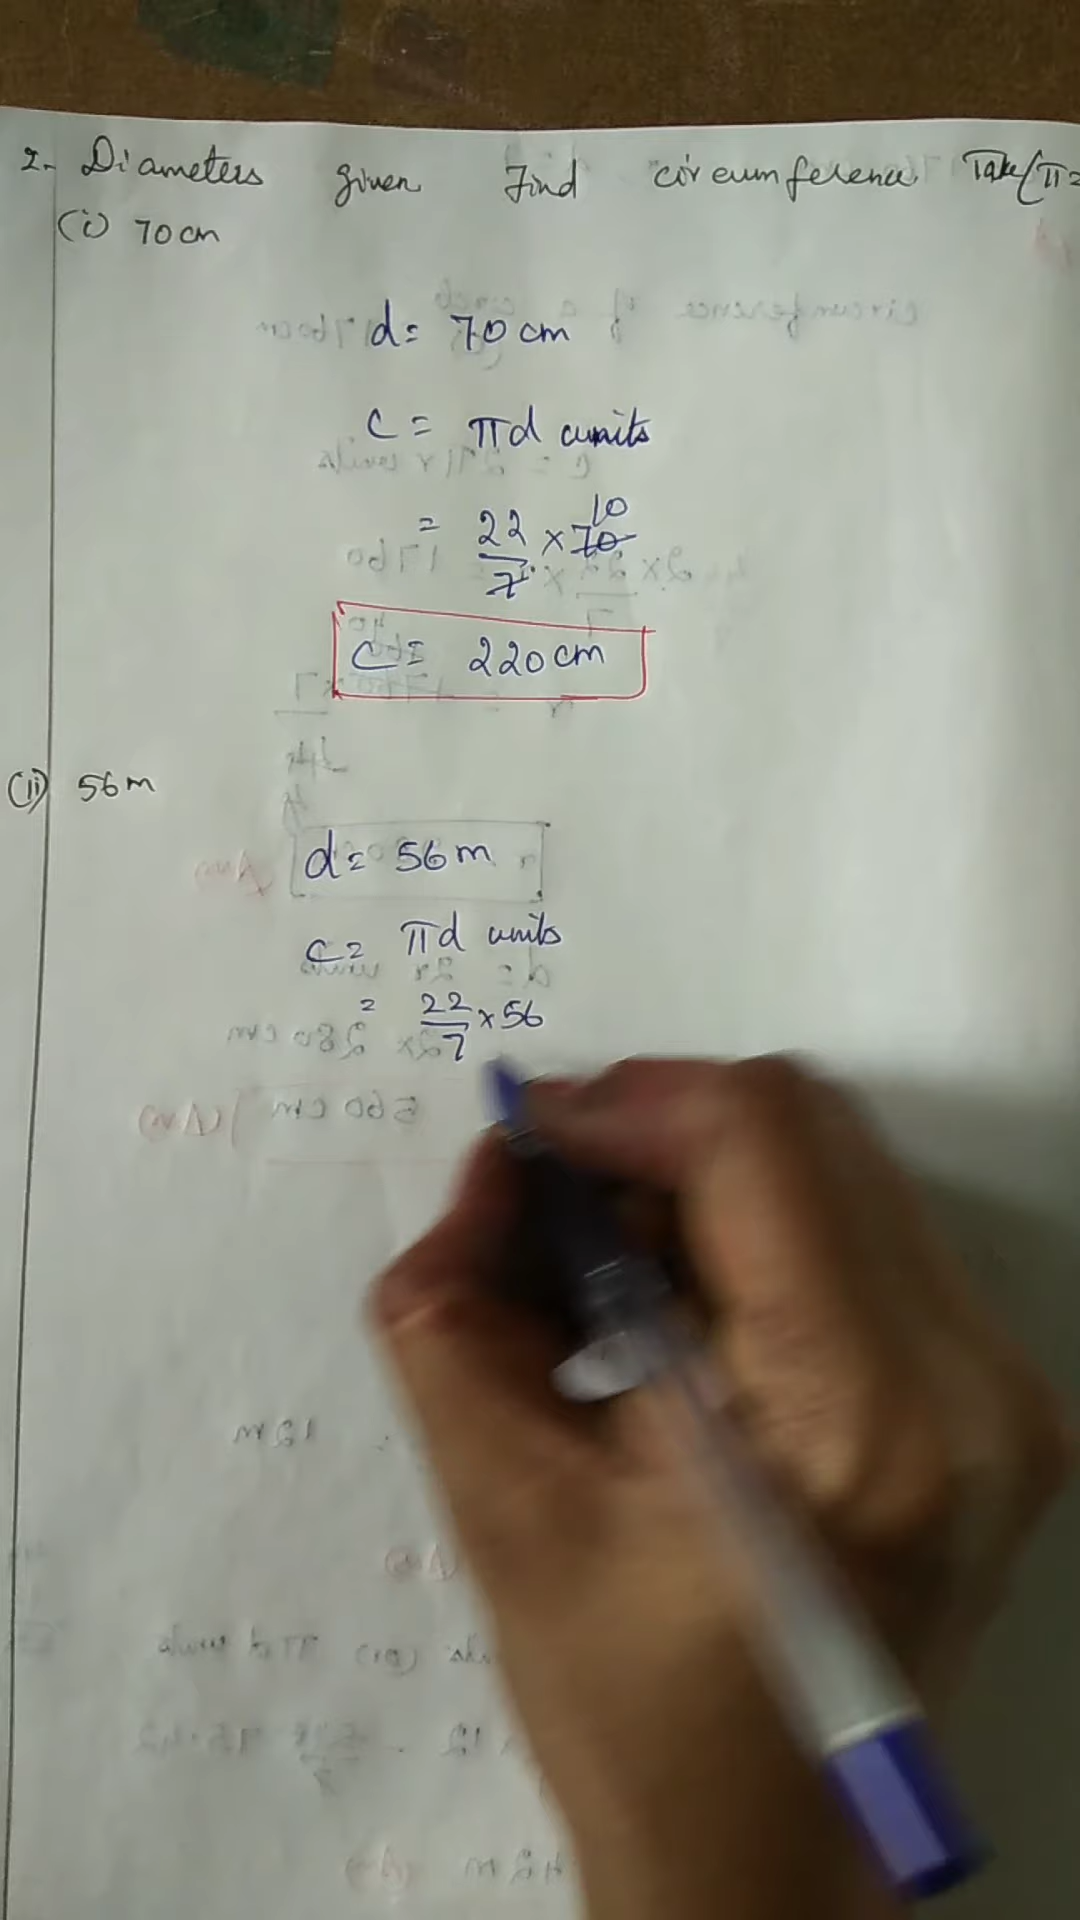 2. Diameters given find circumference Take (π =
(i) 70 cm
d = 70 cm
C = πd units
= 22/7 × 70 10
C = 220 cm
(ii) 56 m
d = 56 m
C = πd units
= 22/7 × 56